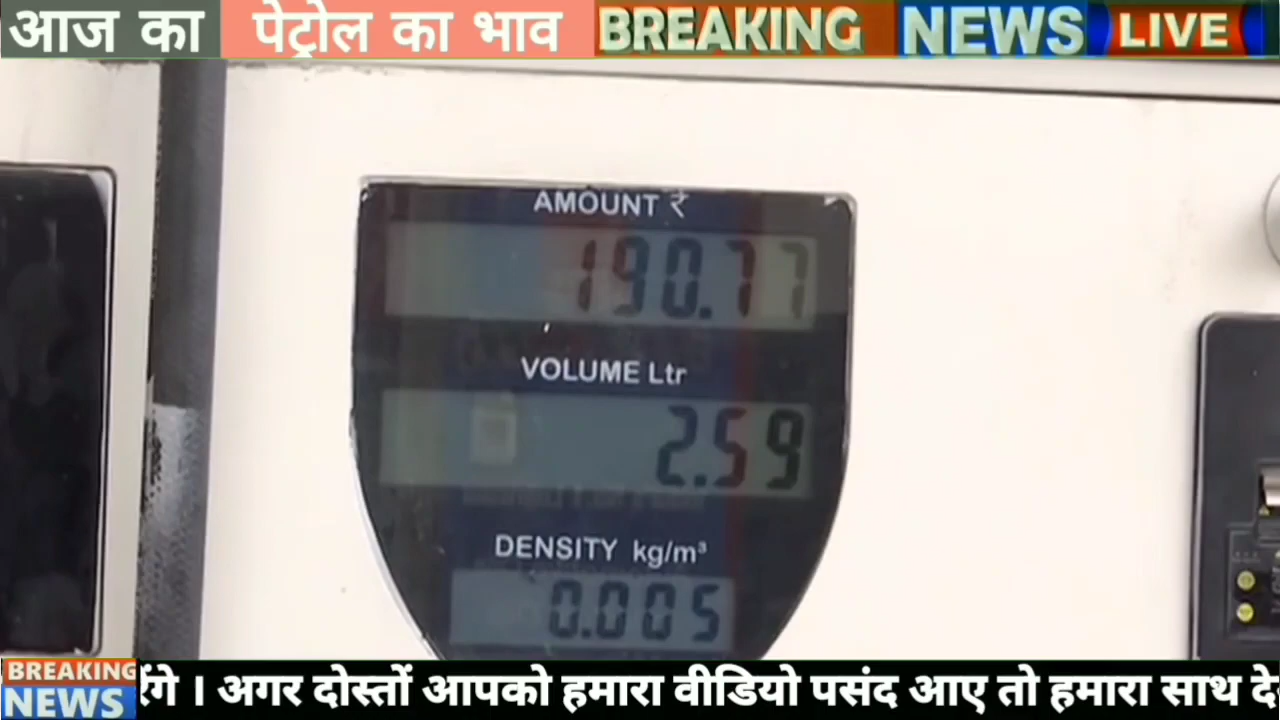 आज का पेट्रोल का भाव BREAKING NEWS LIVE
AMOUNT ₹
190.77
VOLUME Ltr
2.59
DENSITY kg/m³
0.005
BREAKING
NEWS
। अगर दोस्तों आपको हमारा वीडियो पसंद आए तो हमारा साथ